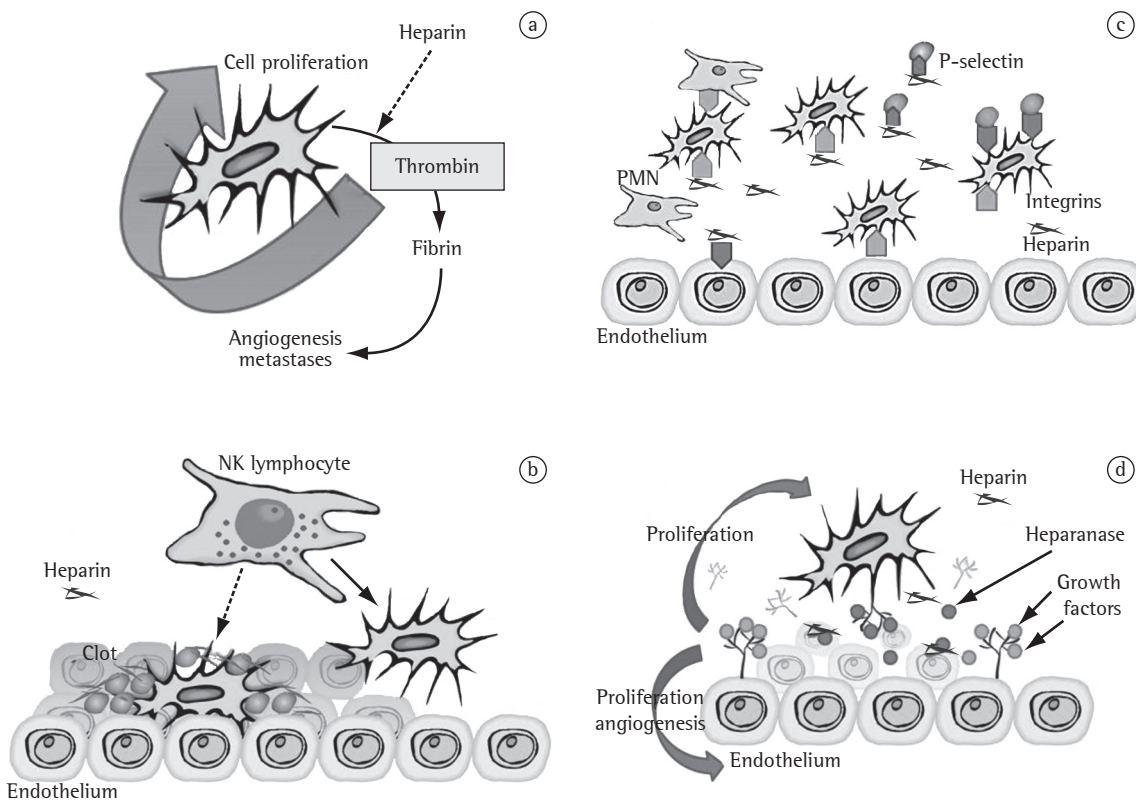 a
Heparin
Cell proliferation
Thrombin
Fibrin
Angiogenesis
metastases
c
P-selectin
PMN
Integrins
Heparin
Endothelium
b
NK lymphocyte
Heparin
Clot
Endothelium
d
Heparin
Proliferation
Heparanase
Growth
factors
Proliferation
angiogenesis
Endothelium